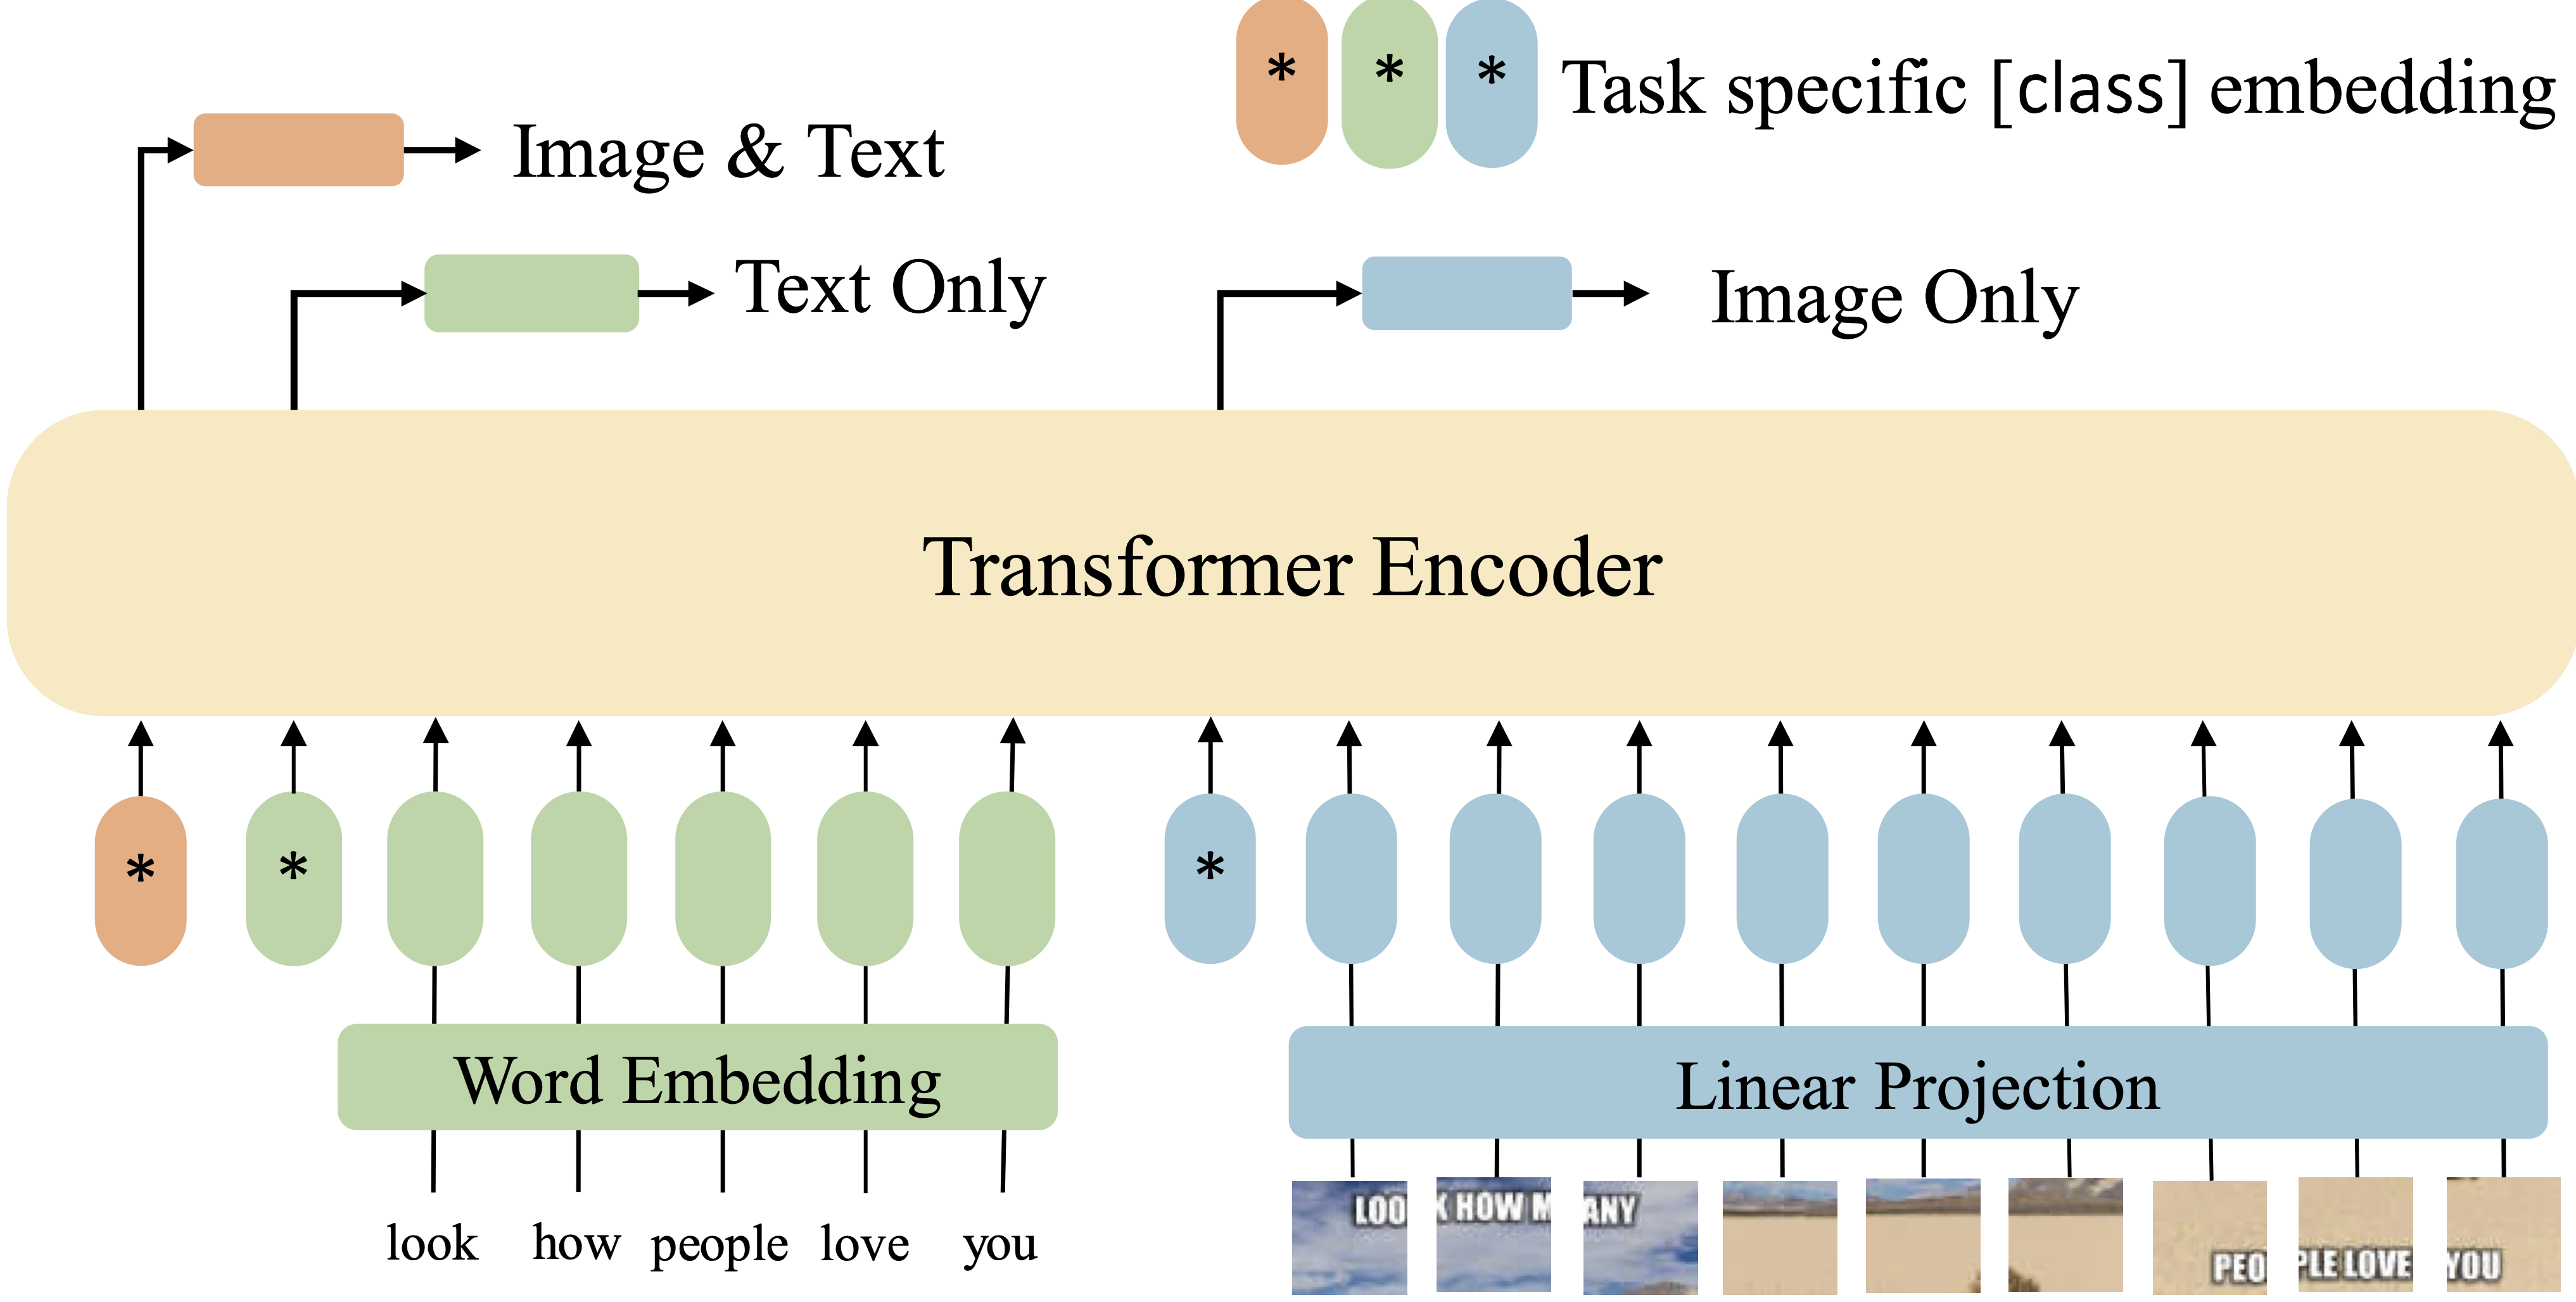 * * * Task specific [class] embedding
Image & Text
Text Only
Image Only
Transformer Encoder
* * *
Word Embedding
Linear Projection
look how people love you
LOO K HOW M ANY
PEO PLE LOVE YOU